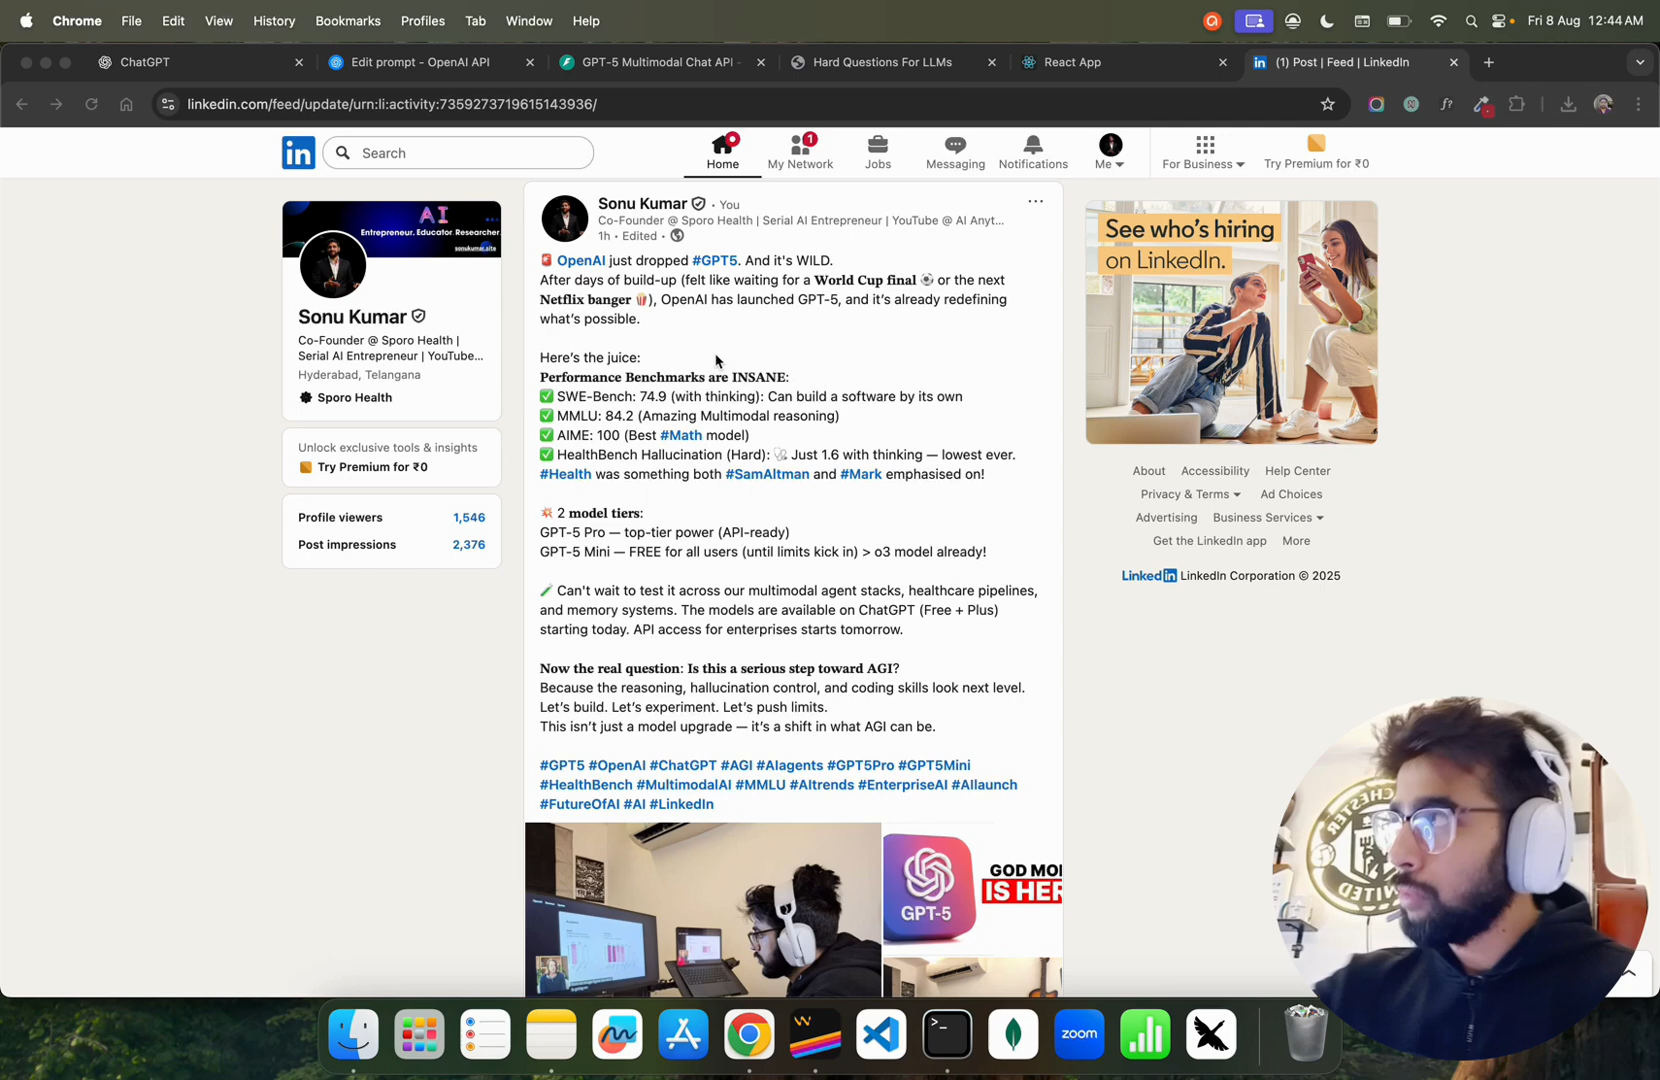 Chrome File Edit View History Bookmarks Profiles Tab Window Help
Fri 8 Aug 12:44 AM
ChatGPT
Edit prompt - OpenAI API
GPT-5 Multimodal Chat API -
Hard Questions For LLMs
React App
(1) Post | Feed | LinkedIn
linkedin.com/feed/update/urn:li:activity:7359273719615143936/
in
Search
Home
1
My Network
Jobs
Messaging
Notifications
Me
For Business
Try Premium for ₹0
AI
Entrepreneur. Educator. Researcher.
sonukumar.site
Sonu Kumar
Co-Founder @ Sporo Health |
Serial AI Entrepreneur | YouTube...
Hyderabad, Telangana
Sporo Health
Unlock exclusive tools & insights
Try Premium for ₹0
Profile viewers 1,546
Post impressions 2,376
Sonu Kumar • You
Co-Founder @ Sporo Health | Serial AI Entrepreneur | YouTube @ AI Anyt...
1h • Edited •
🚨 OpenAI just dropped #GPT5. And it's WILD.
After days of build-up (felt like waiting for a World Cup final ⚽ or the next
Netflix banger 🍿), OpenAI has launched GPT-5, and it's already redefining
what's possible.
Here's the juice:
Performance Benchmarks are INSANE:
✅ SWE-Bench: 74.9 (with thinking): Can build a software by its own
✅ MMLU: 84.2 (Amazing Multimodal reasoning)
✅ AIME: 100 (Best #Math model)
✅ HealthBench Hallucination (Hard): 🩺 Just 1.6 with thinking — lowest ever.
#Health was something both #SamAltman and #Mark emphasised on!
💥 2 model tiers:
GPT-5 Pro — top-tier power (API-ready)
GPT-5 Mini — FREE for all users (until limits kick in) > o3 model already!
🧪 Can't wait to test it across our multimodal agent stacks, healthcare pipelines,
and memory systems. The models are available on ChatGPT (Free + Plus)
starting today. API access for enterprises starts tomorrow.
Now the real question: Is this a serious step toward AGI?
Because the reasoning, hallucination control, and coding skills look next level.
Let's build. Let's experiment. Let's push limits.
This isn't just a model upgrade — it's a shift in what AGI can be.
#GPT5 #OpenAI #ChatGPT #AGI #AIagents #GPT5Pro #GPT5Mini
#HealthBench #MultimodalAI #MMLU #AItrends #EnterpriseAI #AIlaunch
#FutureOfAI #AI #LinkedIn
GPT-5
GOD MO
IS HER
See who's hiring
on LinkedIn.
About Accessibility Help Center
Privacy & Terms Ad Choices
Advertising Business Services
Get the LinkedIn app More
LinkedIn LinkedIn Corporation © 2025
CHESTER
UNITED
zoom